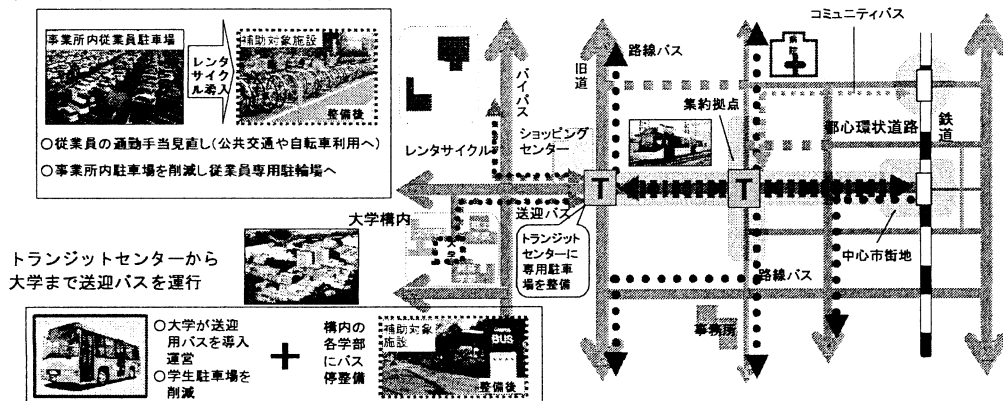 事業所内従業員駐車場
レンタ
サイク
ル導入
補助対象施設
整備後
○従業員の通勤手当見直し(公共交通や自転車利用へ)
○事業所内駐車場を削減し従業員専用駐輪場へ
コミュニティバス
路線バス
病院
バイパス
旧道
集約拠点
ショッピング
センター
レンタサイクル
都心環状道路
鉄道
T
T
送迎バス
大学構内
トランジット
センターに
専用駐車
場を整備
中心市街地
路線バス
事務所
トランジットセンターから
大学まで送迎バスを運行
○大学が送迎
用バスを導入
運営
○学生駐車場を
削減
+
構内の
各学部
にバス
停整備
補助対象
施設
BUS
整備後